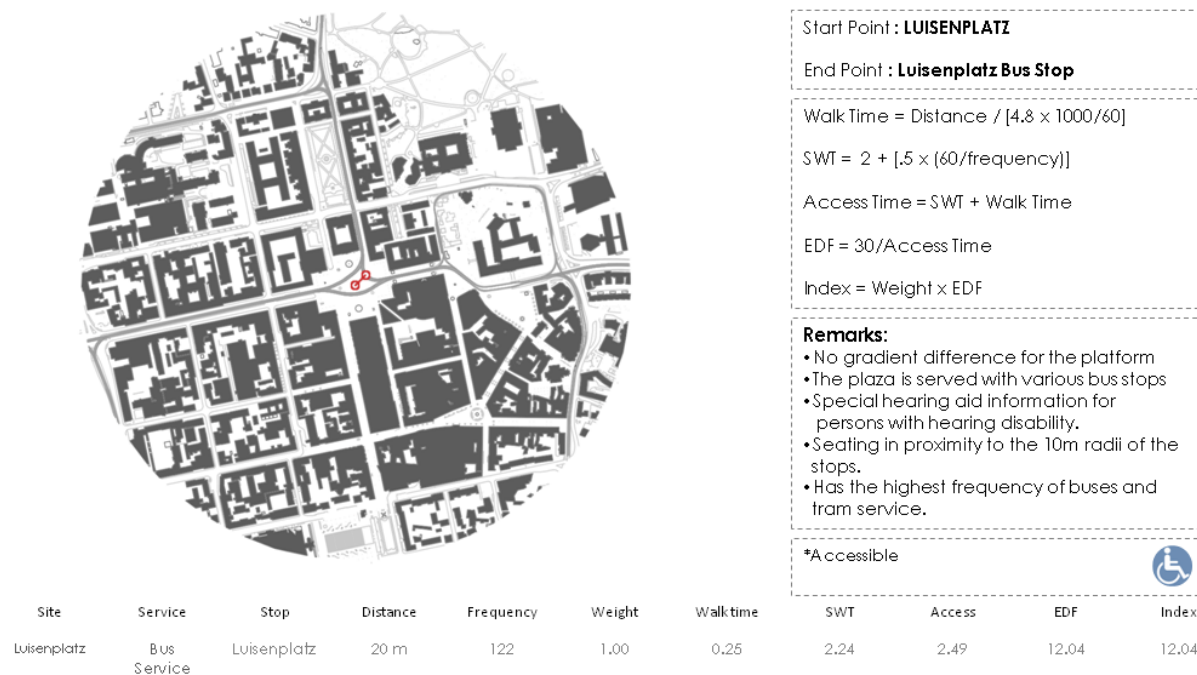 Start Point : LUISENPLATZ
End Point : Luisenplatz Bus Stop
Walk Time = Distance / [4.8 x 1000/60]
SWT = 2 + [.5 x (60/frequency)]
Access Time = SWT + Walk Time
EDF = 30/Access Time
Index = Weight x EDF
Remarks:
• No gradient difference for the platform
• The plaza is served with various bus stops
• Special hearing aid information for
persons with hearing disability.
• Seating in proximity to the 10m radii of the
stops.
• Has the highest frequency of buses and
tram service.
*Accessible
Site Service Stop Distance Frequency Weight Walk time SWT Access EDF Index
Luisenplatz Bus Service Luisenplatz 20 m 122 1.00 0.25 2.24 2.49 12.04 12.04